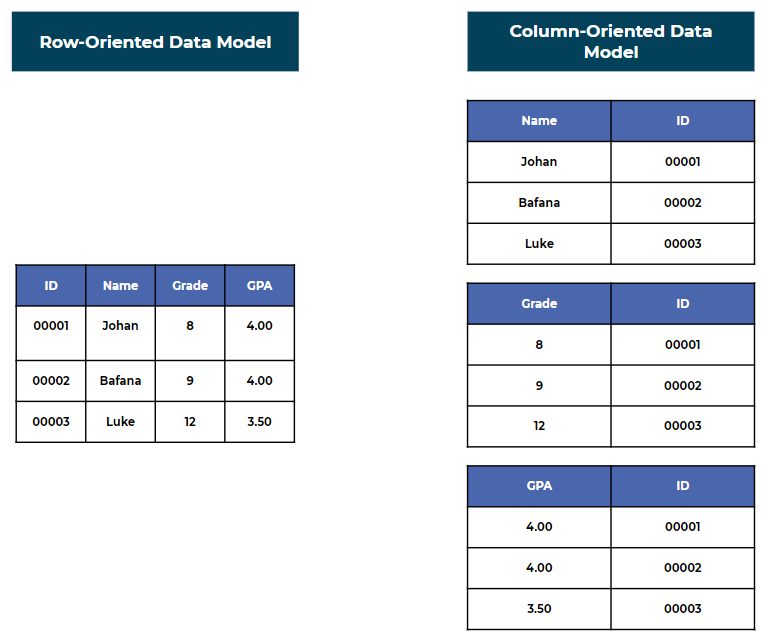 Row-Oriented Data Model
ID Name Grade GPA
00001 Johan 8 4.00
00002 Bafana 9 4.00
00003 Luke 12 3.50
Column-Oriented Data
Model
Name ID
Johan 00001
Bafana 00002
Luke 00003
Grade ID
8 00001
9 00002
12 00003
GPA ID
4.00 00001
4.00 00002
3.50 00003